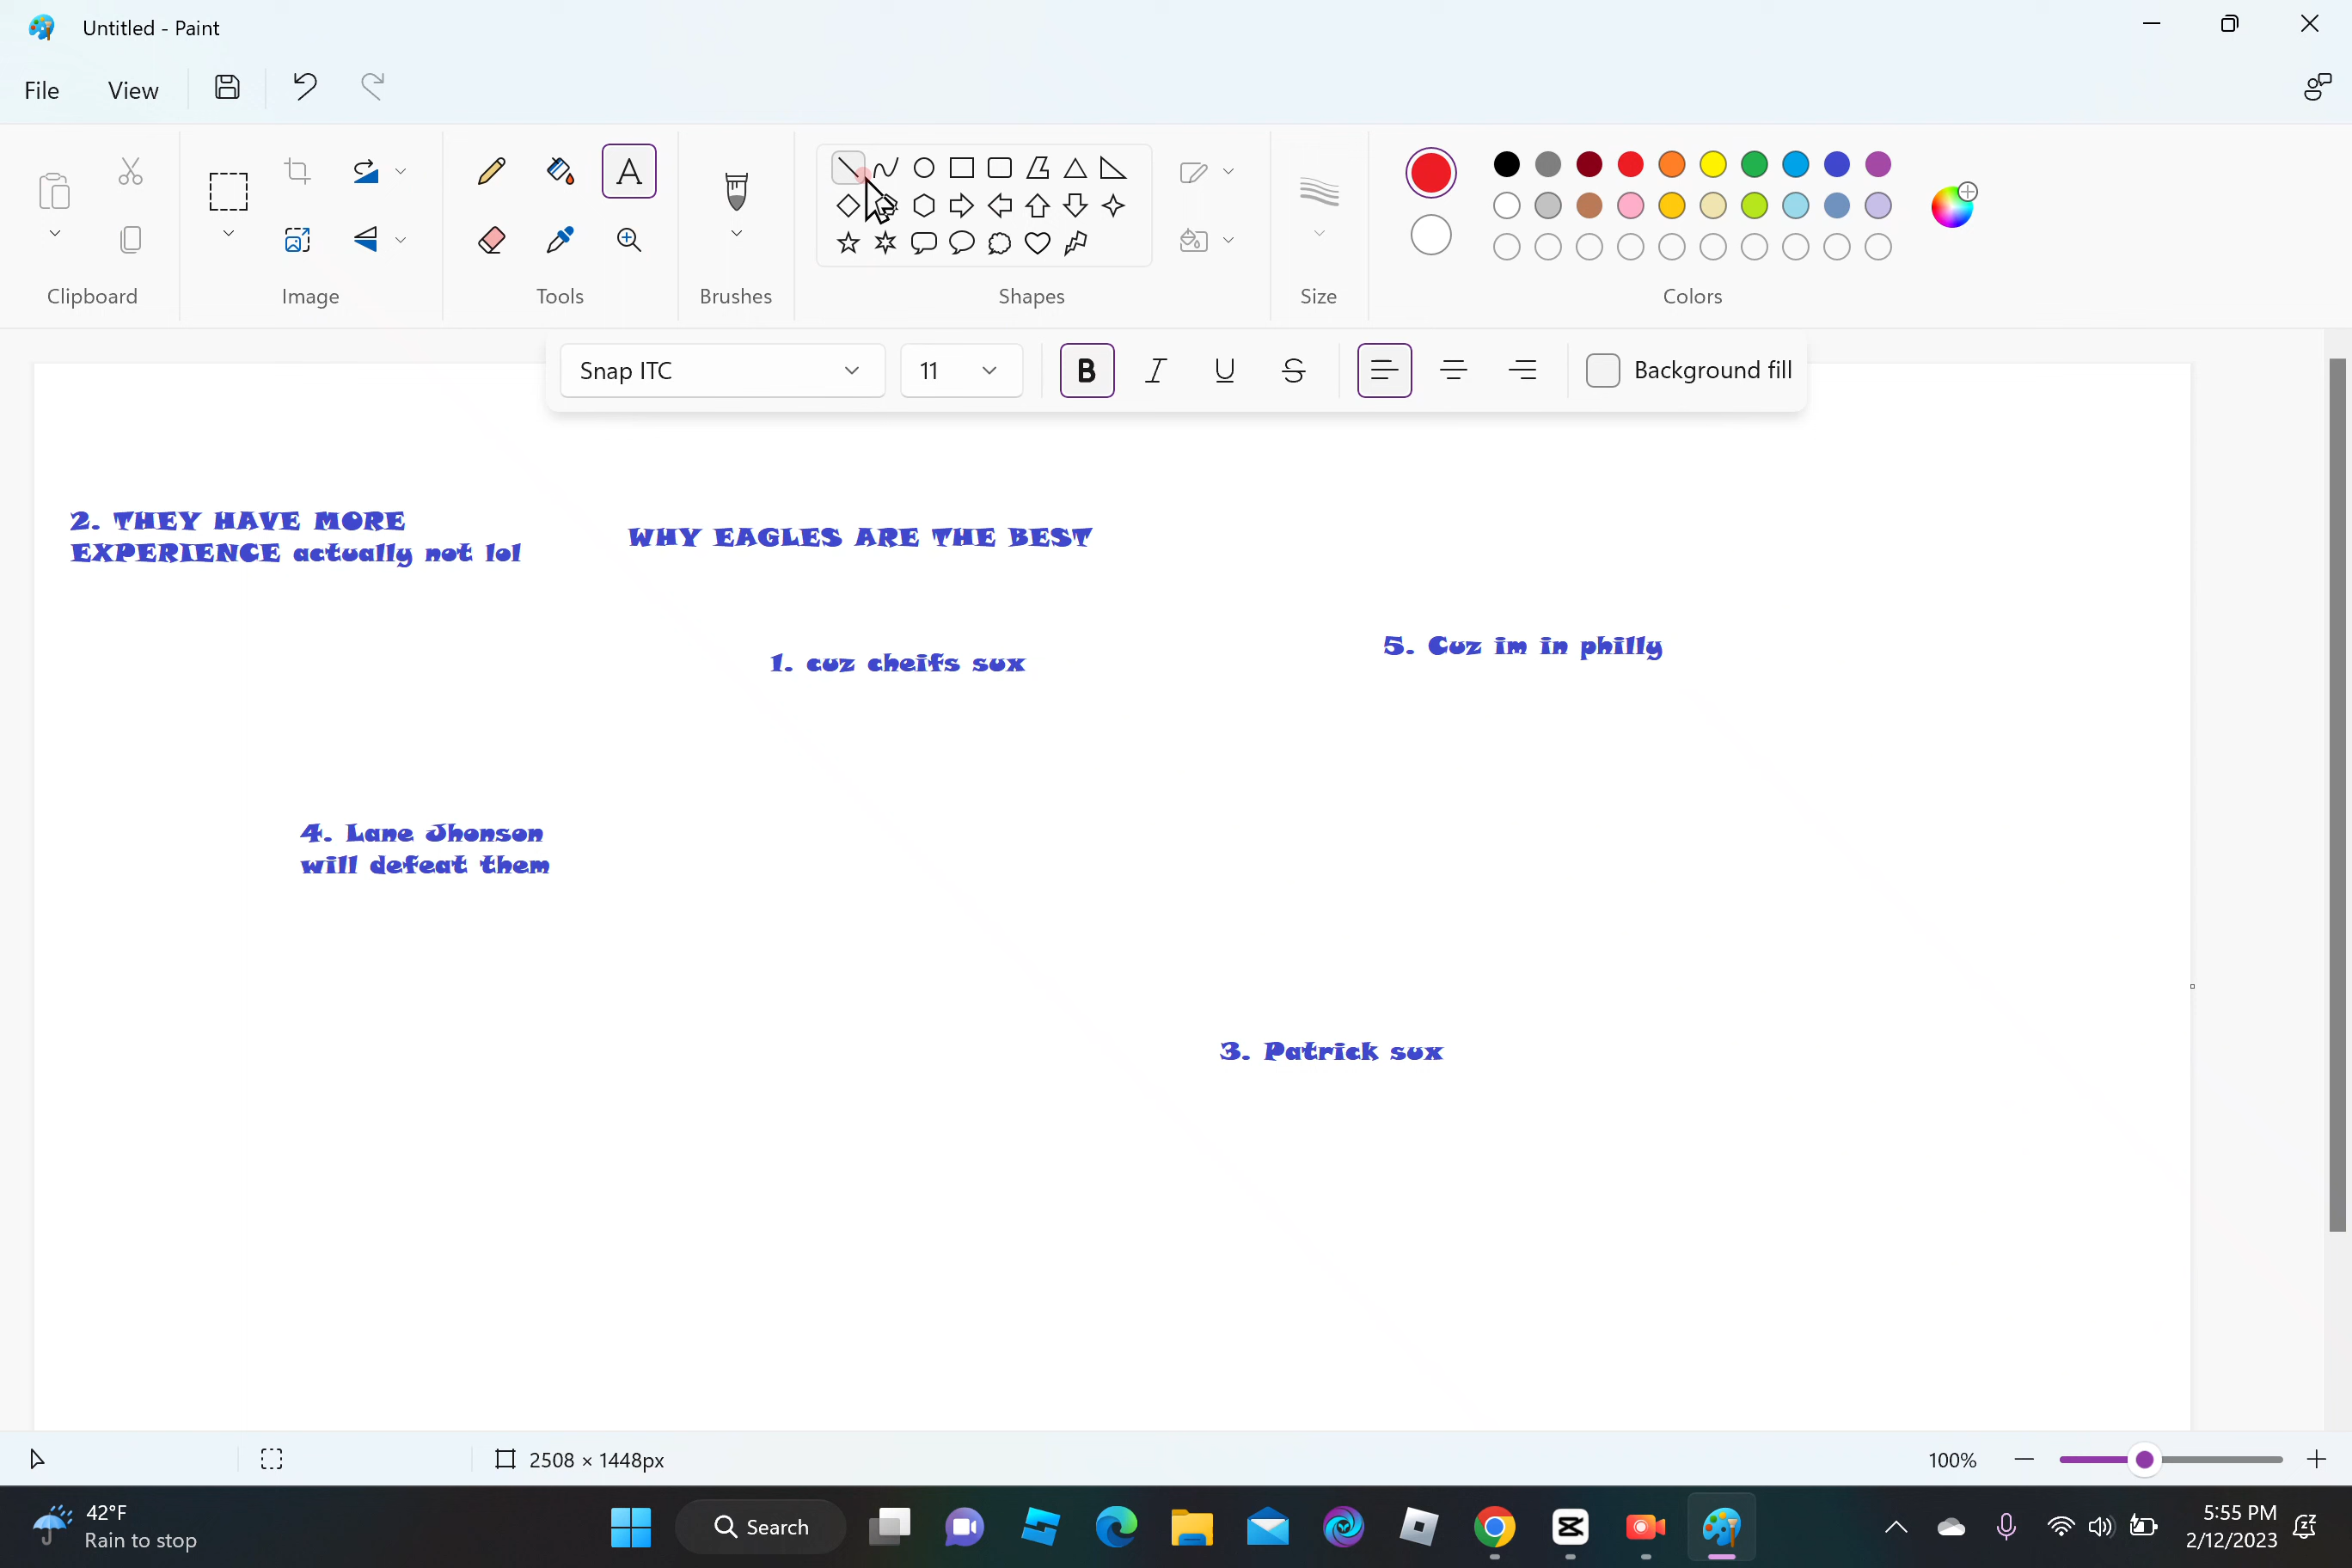 Untitled - Paint
File View
Clipboard Image Tools Brushes Shapes Size Colors
Snap ITC 11 B I U S Background fill
2. THEY HAVE MORE
EXPERIENCE actually not lol
WHY EAGLES ARE THE BEST
1. cuz cheifs sux
5. Cuz im in philly
4. Lane Jhonson
will defeat them
3. Patrick sux
2508 × 1448px 100%
42°F
Rain to stop
Search
5:55 PM
2/12/2023